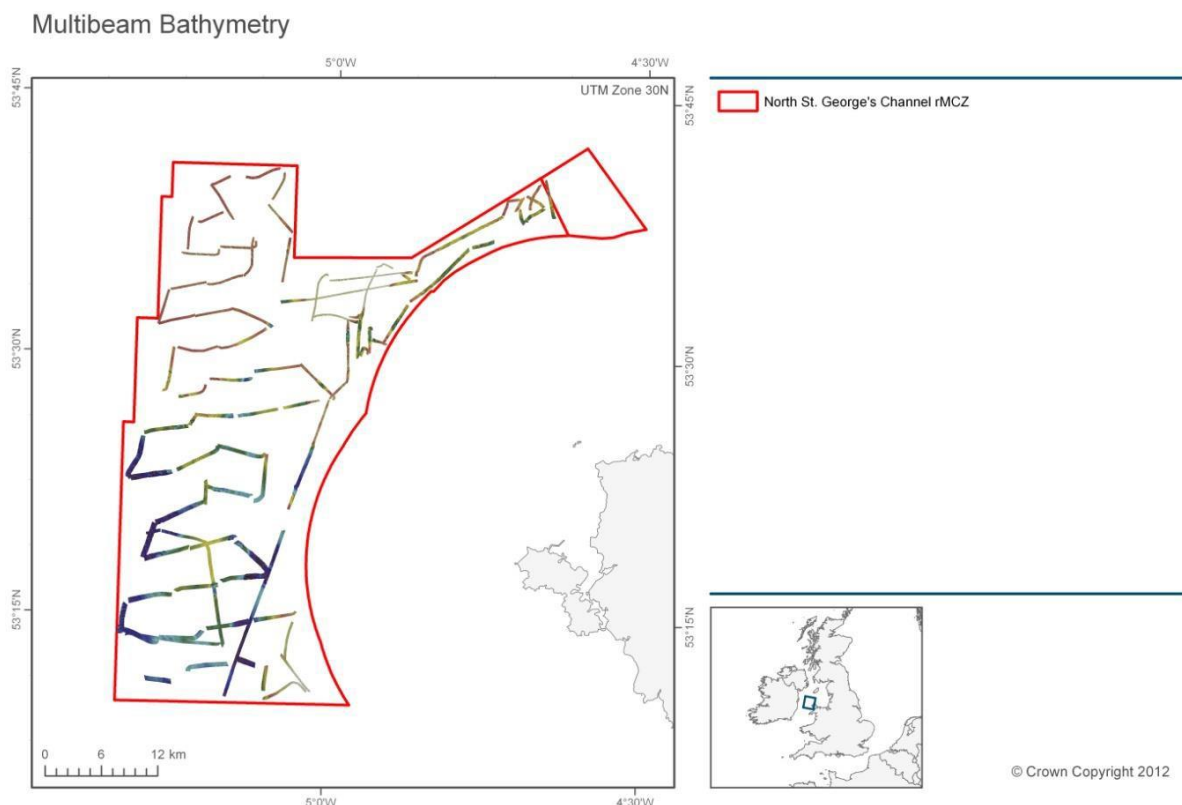 Multibeam Bathymetry
5°0'W
4°30'W
53°45'N
UTM Zone 30N
53°45'N
North St. George's Channel rMCZ
53°30'N
53°30'N
53°15'N
53°15'N
0 6 12 km
5°0'W
4°30'W
© Crown Copyright 2012